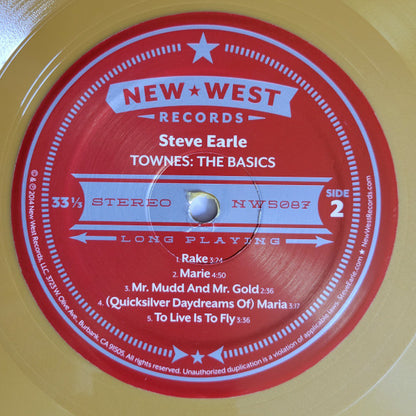 NEW★WEST
RECORDS
Steve Earle
TOWNES: THE BASICS
33⅓ STEREO NW5087 SIDE 2
LONG PLAYING
1. Rake 3:74
2. Marie 4:50
3. Mr. Mudd And Mr. Gold 2:36
4. (Quicksilver Daydreams Of) Maria 3:17
5. To Live Is To Fly 3:36
© & ℗ 2014 New West Records, LLC. 3723 W. Olive Ave., Burbank, CA 91505. All rights reserved. Unauthorized duplication is a violation of applicable laws. SteveEarle.com ★ NewWestRecords.com